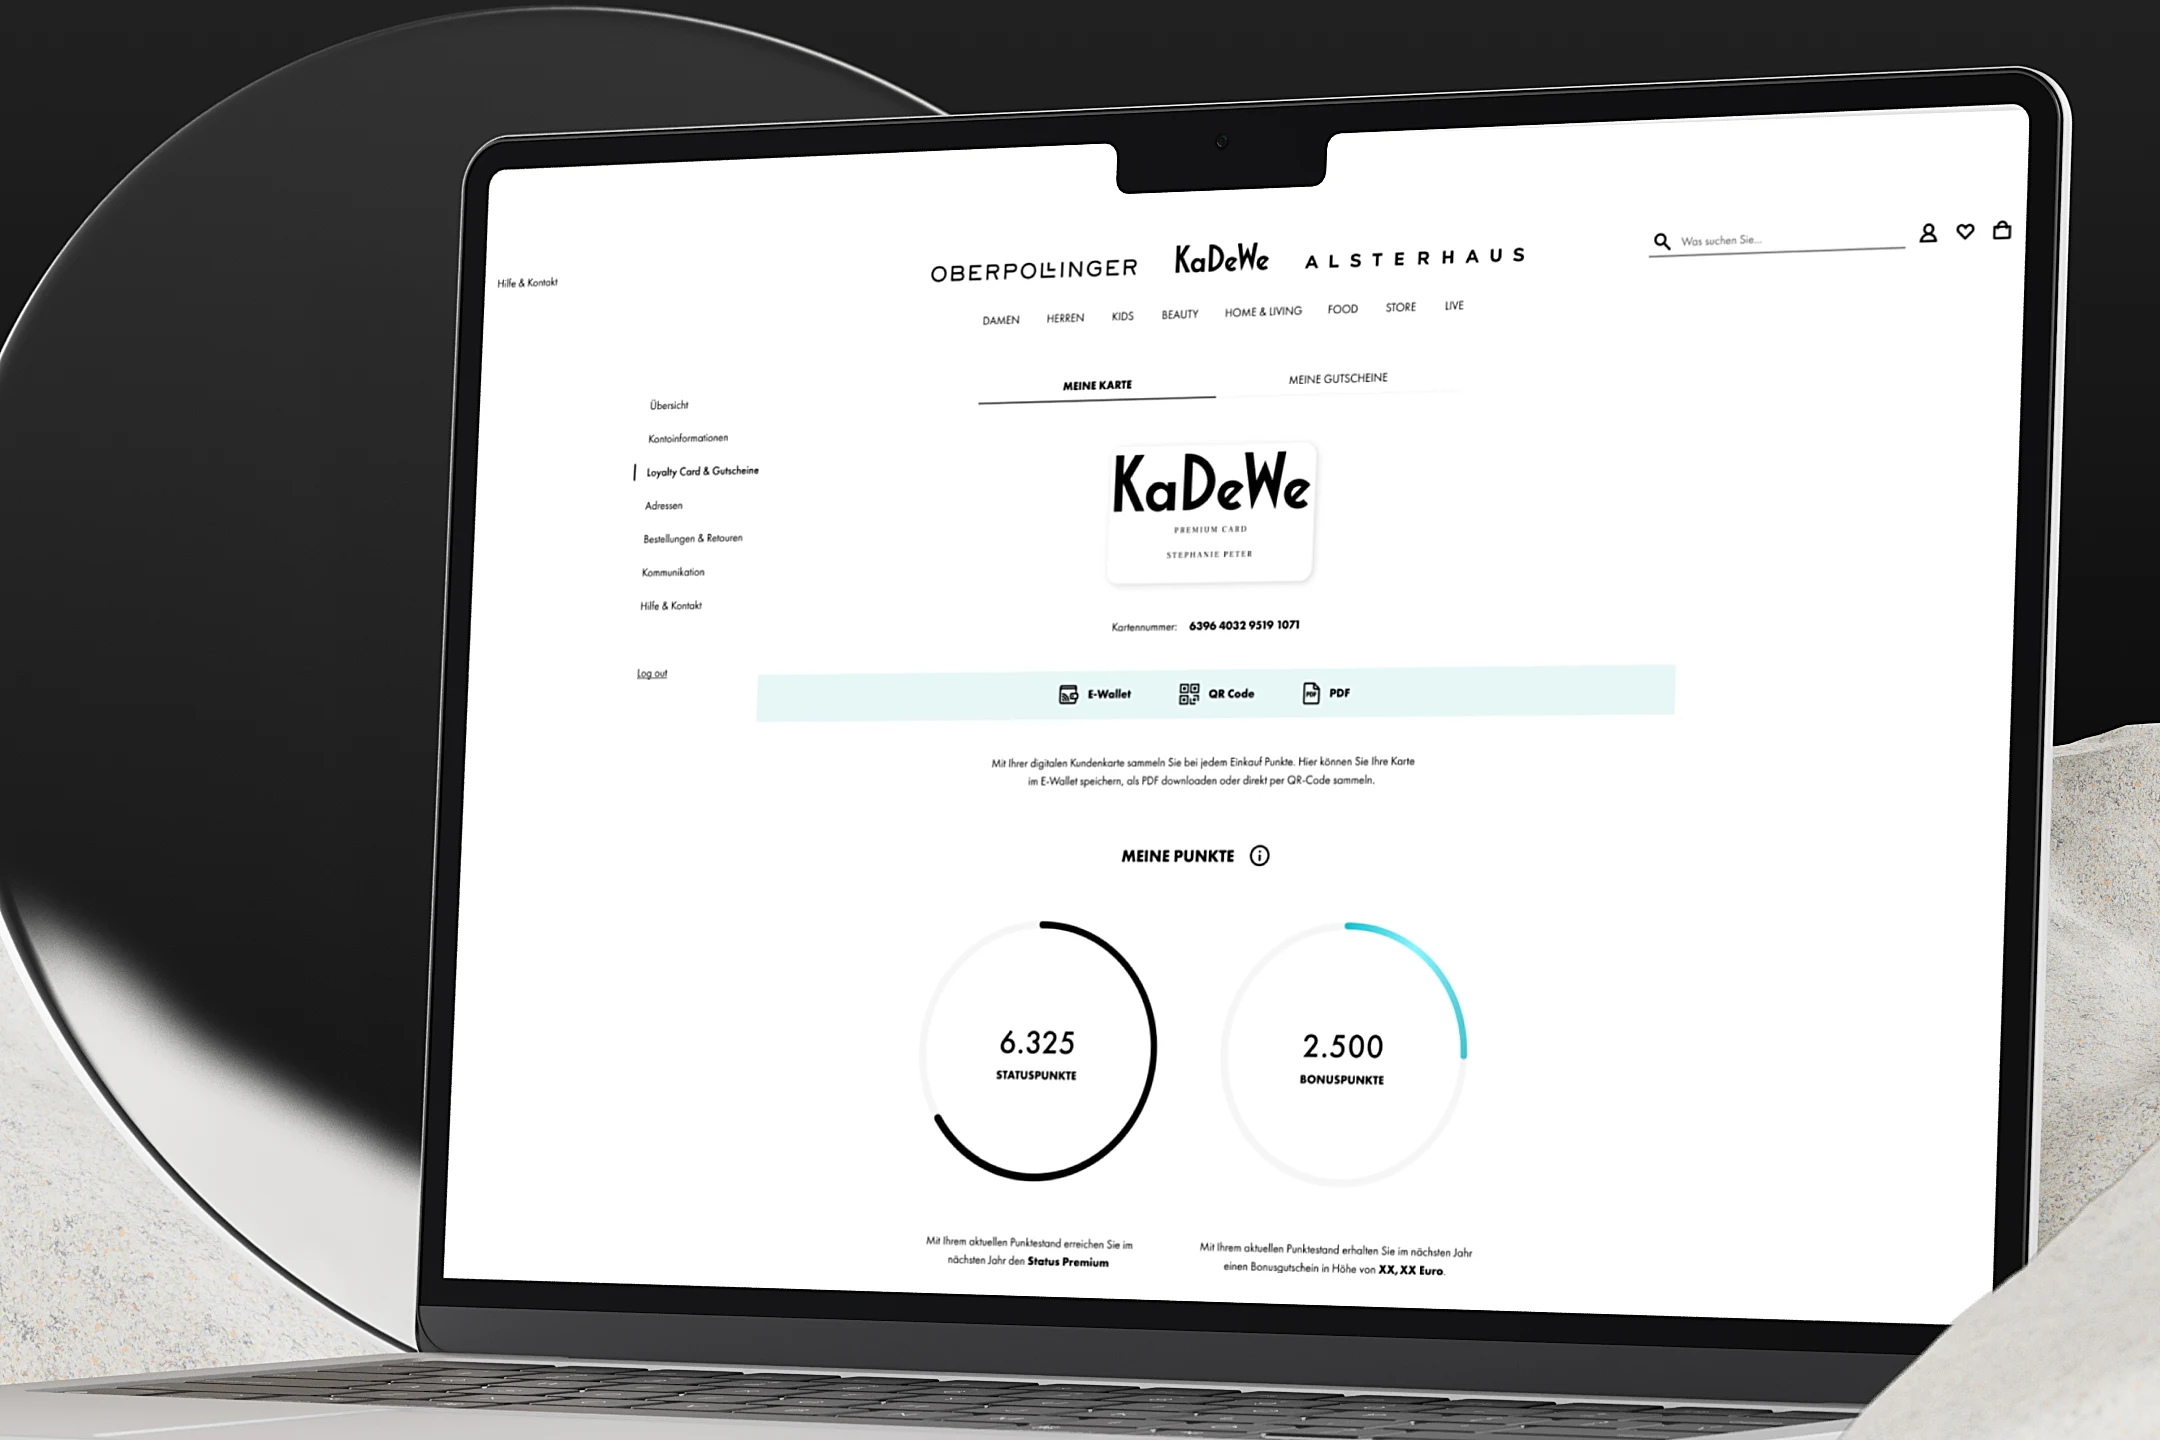 Was suchen Sie...
OBERPOLLINGER KaDeWe ALSTERHAUS
Hilfe & Kontakt
DAMEN HERREN KIDS BEAUTY HOME & LIVING FOOD STORE LIVE
MEINE KARTE MEINE GUTSCHEINE
Übersicht
Kontoinformationen
Loyalty Card & Gutscheine
Adressen
Bestellungen & Retouren
Kommunikation
Hilfe & Kontakt
Log out
KaDeWe
PREMIUM CARD
STEPHANIE PETER
Kartennummer: 6396 4032 9519 1071
E-Wallet QR Code PDF PDF
Mit Ihrer digitalen Kundenkarte sammeln Sie bei jedem Einkauf Punkte. Hier können Sie Ihre Karte
im E-Wallet speichern, als PDF downloaden oder direkt per QR-Code sammeln.
MEINE PUNKTE
6.325
STATUSPUNKTE
2.500
BONUSPUNKTE
Mit Ihrem aktuellen Punktestand erreichen Sie im
nächsten Jahr den Status Premium
Mit Ihrem aktuellen Punktestand erhalten Sie im nächsten Jahr
einen Bonusgutschein in Höhe von XX,XX Euro.